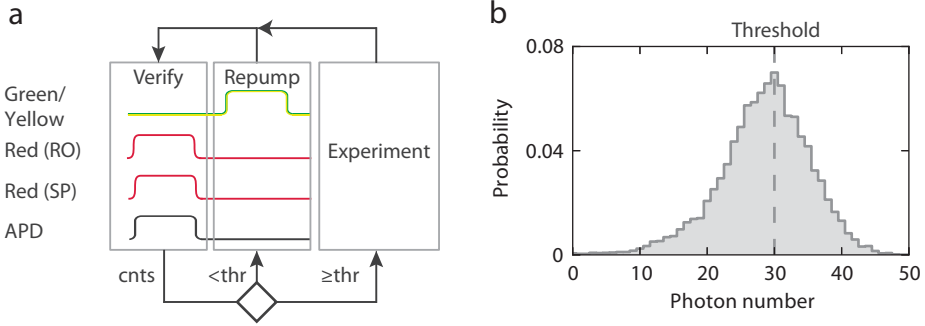 a
Verify
Repump
Green/
Yellow
Red (RO)
Experiment
Red (SP)
APD
cnts
<thr
≥thr
b
Threshold
0.08
0.04
0
Probability
0
10
20
30
40
50
Photon number